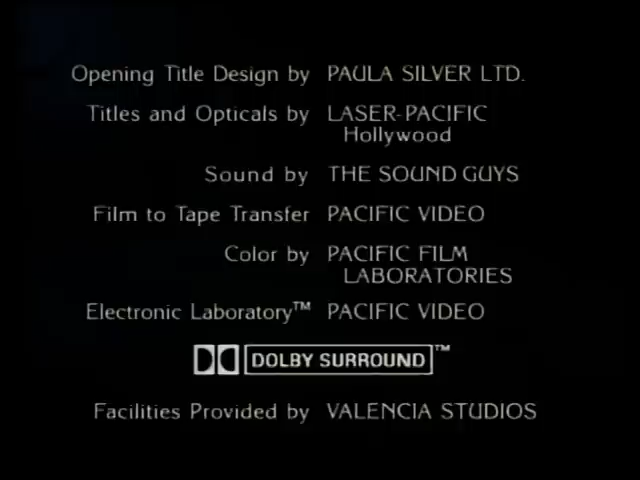 Opening Title Design by PAULA SILVER LTD.
Titles and Opticals by LASER-PACIFIC
Hollywood
Sound by THE SOUND GUYS
Film to Tape Transfer PACIFIC VIDEO
Color by PACIFIC FILM
LABORATORIES
Electronic Laboratory™ PACIFIC VIDEO
DOLBY SURROUND™
Facilities Provided by VALENCIA STUDIOS